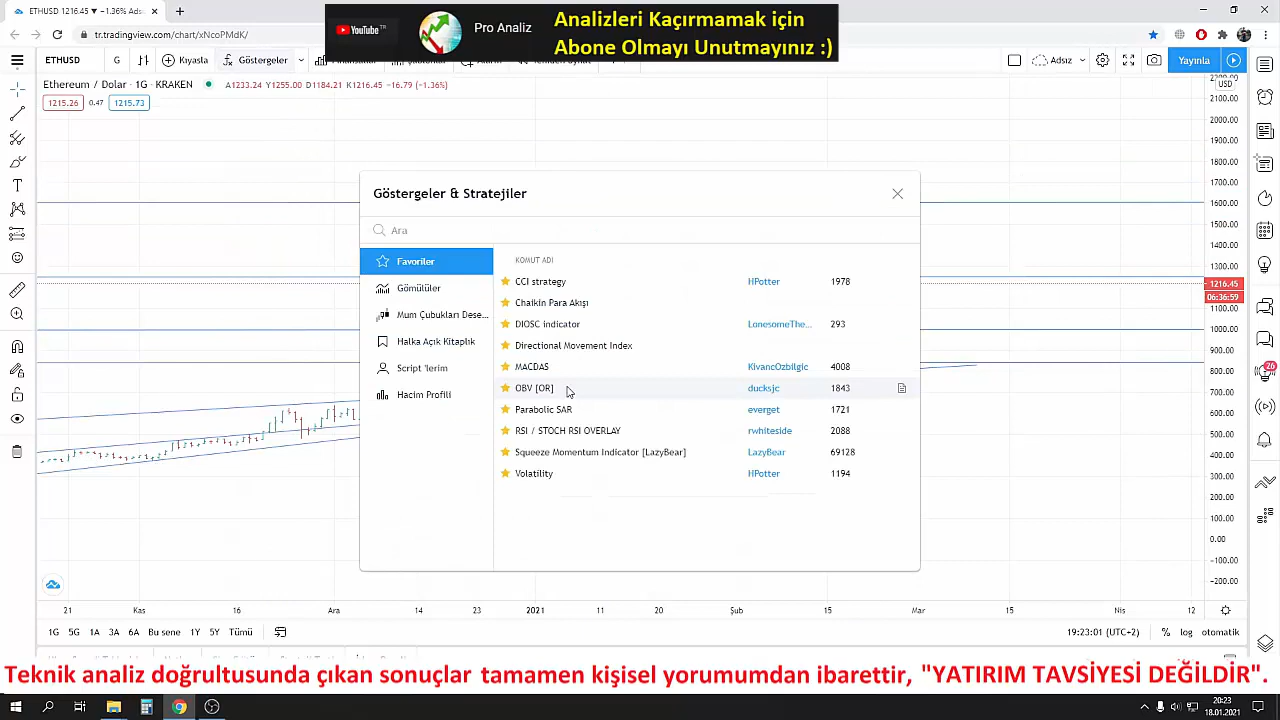 YouTube TR
Pro Analiz
Analizleri Kaçırmamak için
Abone Olmayı Unutmayınız :)
ETHUSD 1216.45 ▼ −1.36% Ads
tr.tradingview.com/chart/xNcoPMdK/
ETHUSD
Kıyasla
Göstergeler
Adsız
Yayınla
Ethereum / Dolar · 1G · KRAKEN
A1233.24 Y1255.00 D1184.21 K1216.45 −16.79 (−1.36%)
1215.26 0.47 1215.73
USD
2100.00
2000.00
1900.00
1800.00
1700.00
1600.00
1500.00
1400.00
1300.00
1216.45
06:36:59
1100.00
1000.00
900.00
800.00
700.00
600.00
500.00
400.00
300.00
200.00
100.00
0.00
−100.00
−200.00
26
Göstergeler & Stratejiler
Ara
Favoriler
Gömülüler
Mum Çubukları Dese...
Halka Açık Kitaplık
Script 'lerim
Hacim Profili
KOMUT ADI
CCI strategy HPotter 1978
Chaikin Para Akışı
DIOSC indicator LonesomeThe... 293
Directional Movement Index
MACDAS KivancOzbilgic 4008
OBV [OR] ducksjc 1843
Parabolic SAR everget 1721
RSI / STOCH RSI OVERLAY rwhiteside 2088
Squeeze Momentum Indicator [LazyBear] LazyBear 69128
Volatility HPotter 1194
21 Kas 16 Ara 14 23 2021 11 20 Şub 15 Mar 15 Nis 12
1G 5G 1A 3A 6A Bu sene 1Y 5Y Tümü
19:23:01 (UTC+2) % log otomatik
Teknik analiz doğrultusunda çıkan sonuçlar tamamen kişisel yorumumdan ibarettir, "YATIRIM TAVSİYESİ DEĞİLDİR".
20:23
18.01.2021